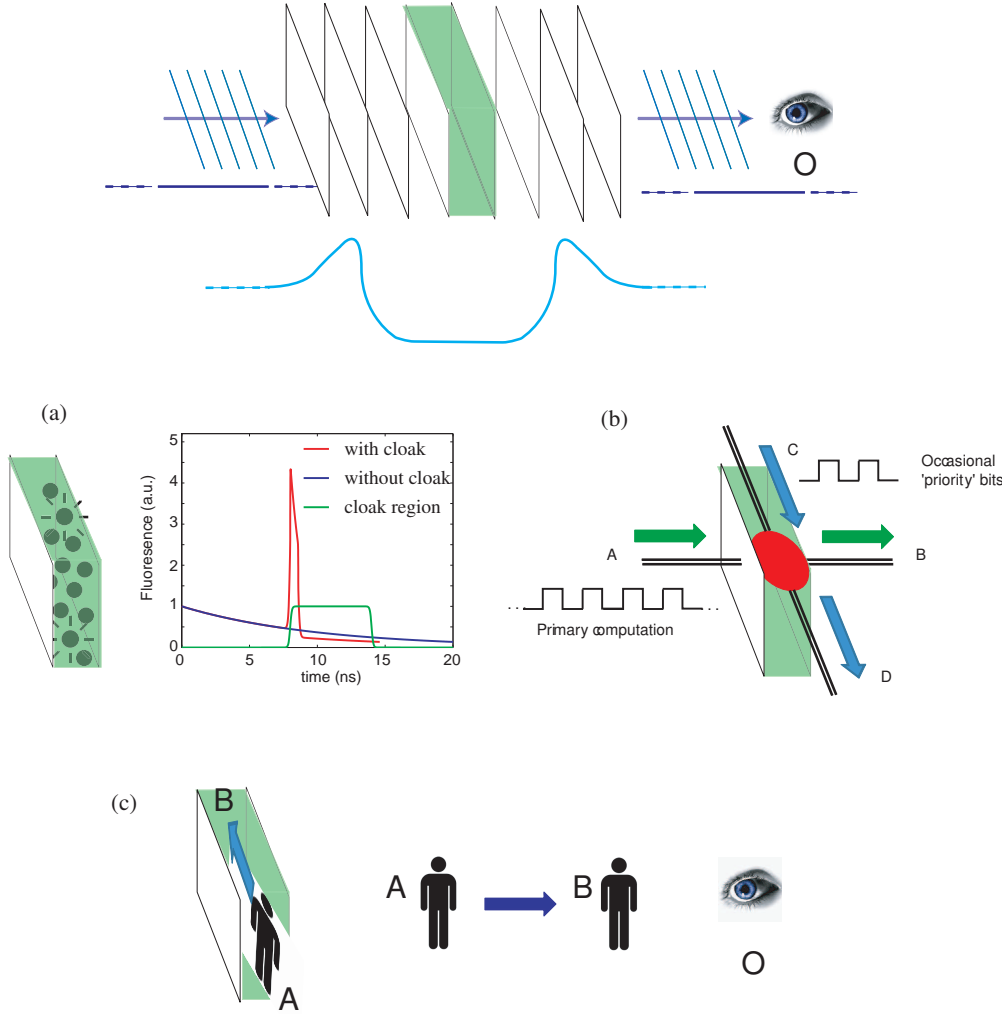 O
(a)
5
4
3
2
1
0
0
5
10
15
20
Fluoresence (a.u.)
time (ns)
with cloak
without cloak
cloak region
(b)
C
Occasional
'priority' bits
A
B
Primary computation
D
(c)
B
A
A
B
O